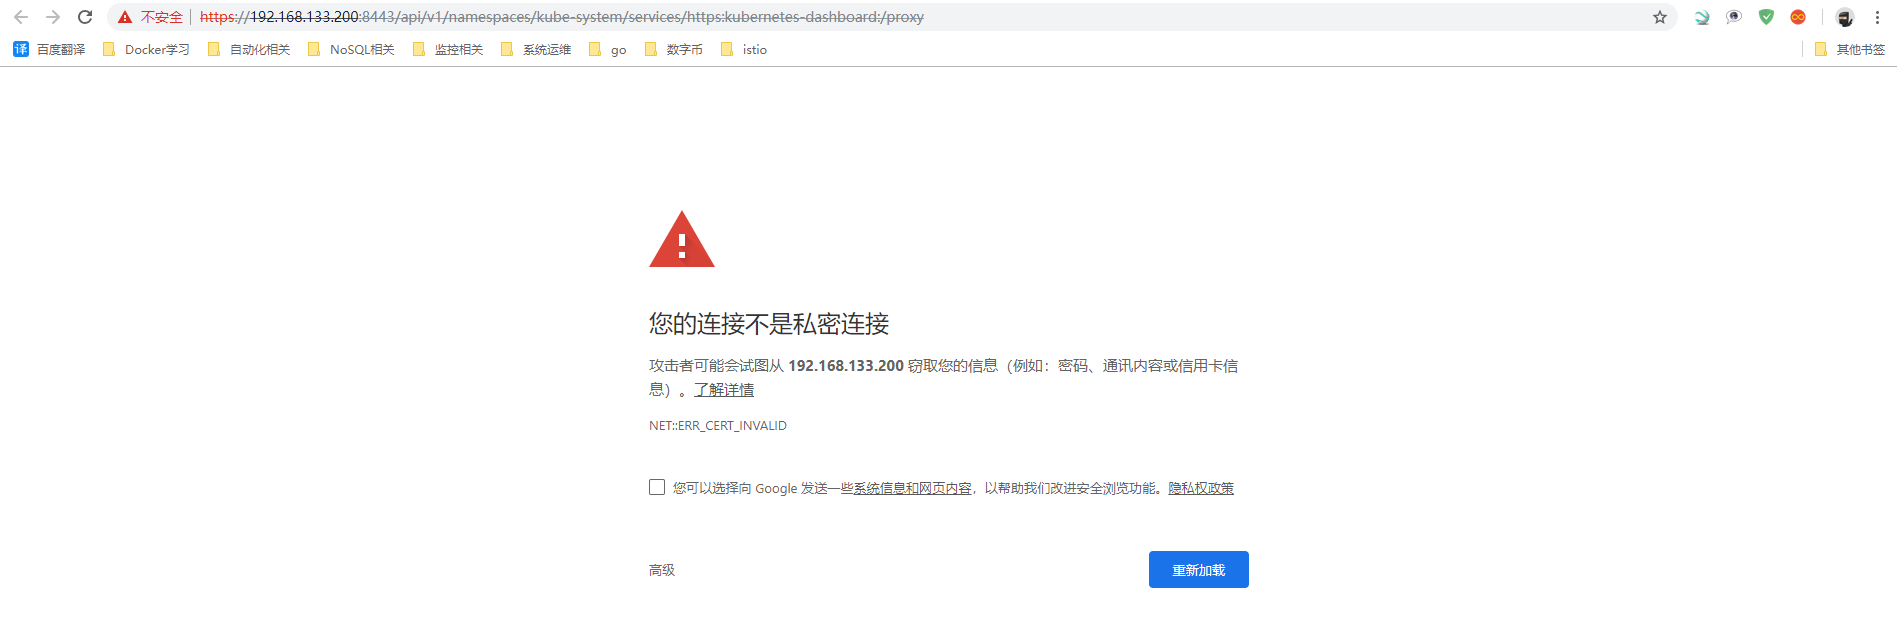 不安全 https://192.168.133.200:8443/api/v1/namespaces/kube-system/services/https:kubernetes-dashboard:/proxy
译 百度翻译 Docker学习 自动化相关 NoSQL相关 监控相关 系统运维 go 数字币 istio 其他书签
您的连接不是私密连接
攻击者可能会试图从 192.168.133.200 窃取您的信息（例如：密码、通讯内容或信用卡信
息）。了解详情
NET::ERR_CERT_INVALID
您可以选择向 Google 发送一些系统信息和网页内容，以帮助我们改进安全浏览功能。隐私权政策
高级 重新加载